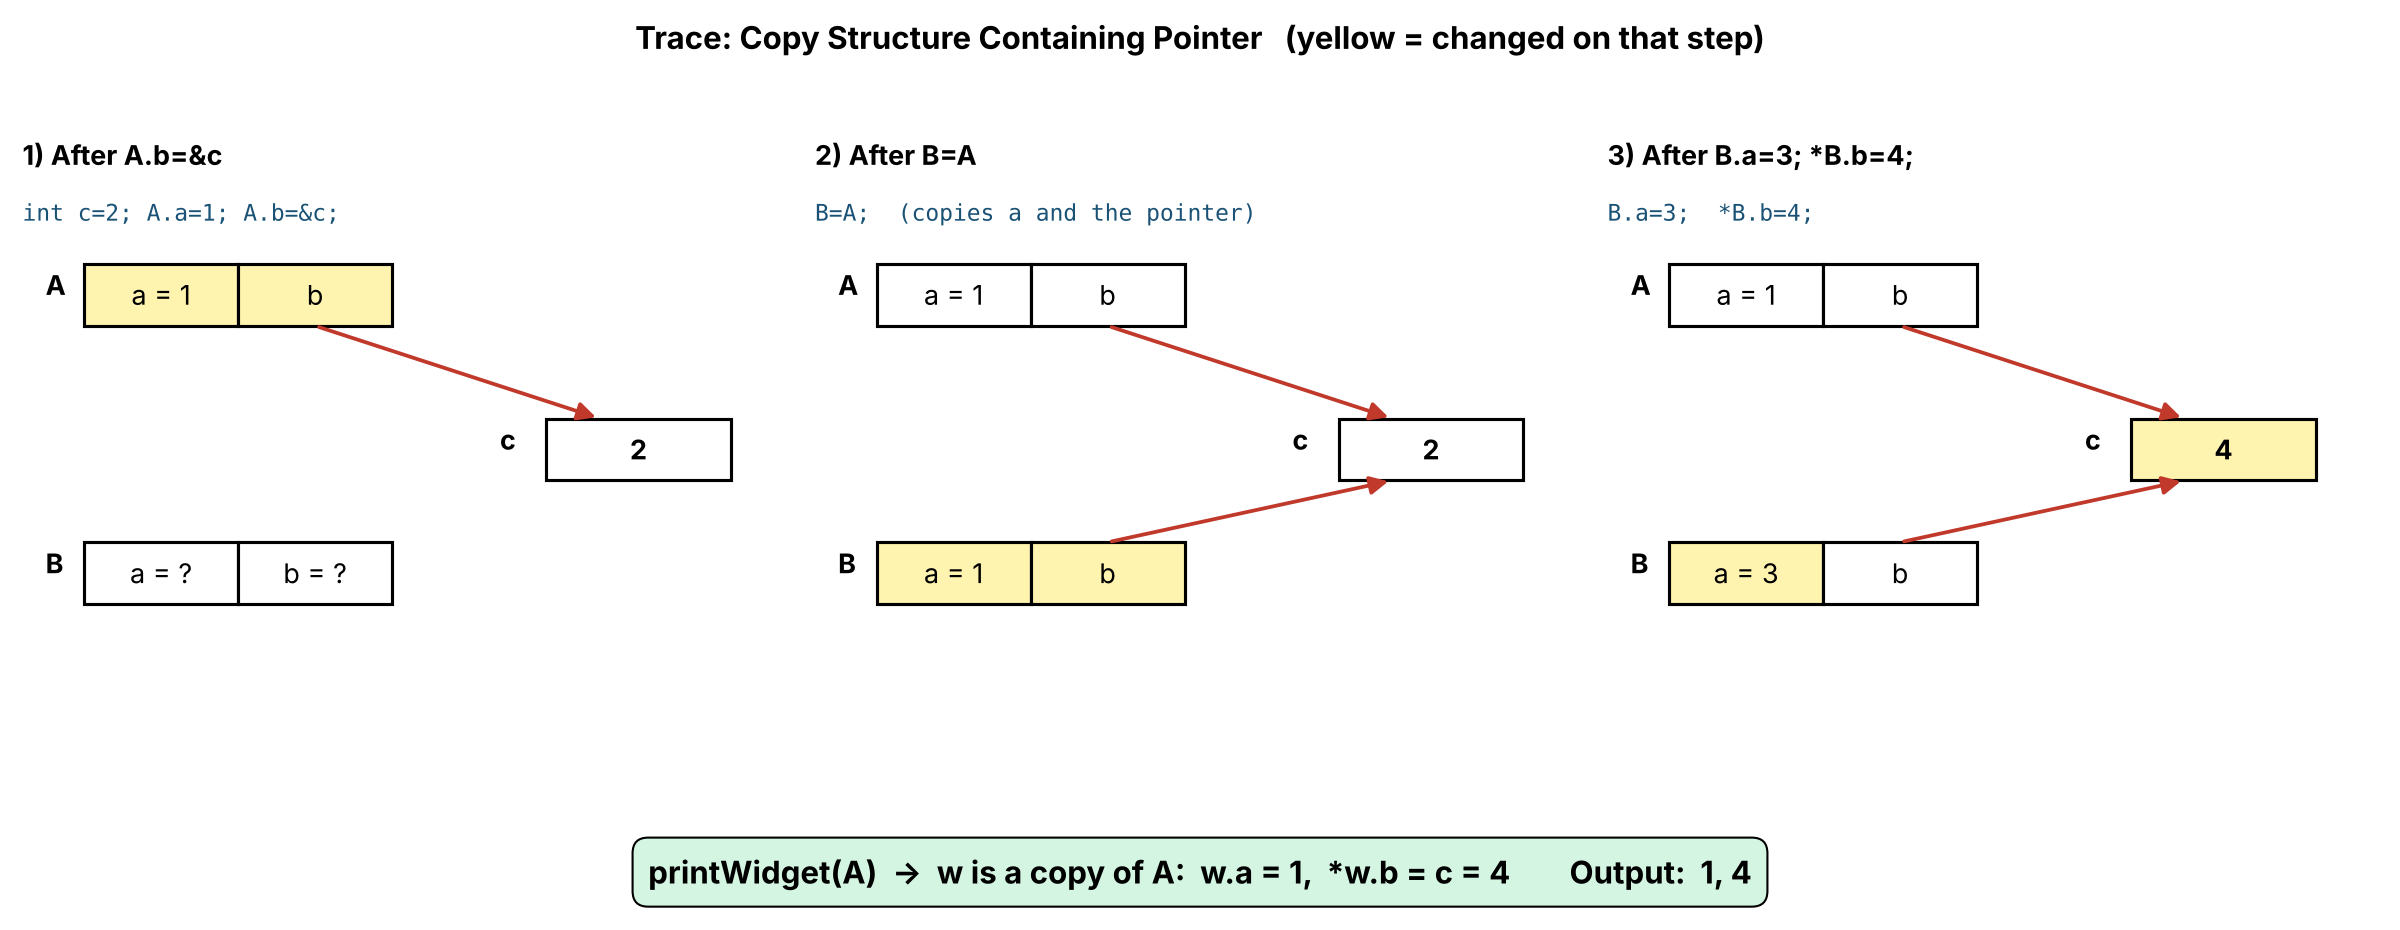 Trace: Copy Structure Containing Pointer (yellow = changed on that step)
1) After A.b=&c
int c=2; A.a=1; A.b=&c;
A
a = 1
b
c
2
B
a = ?
b = ?
2) After B=A
B=A; (copies a and the pointer)
A
a = 1
b
c
2
B
a = 1
b
3) After B.a=3; *B.b=4;
B.a=3; *B.b=4;
A
a = 1
b
c
4
B
a = 3
b
printWidget(A) → w is a copy of A: w.a = 1, *w.b = c = 4 Output: 1, 4